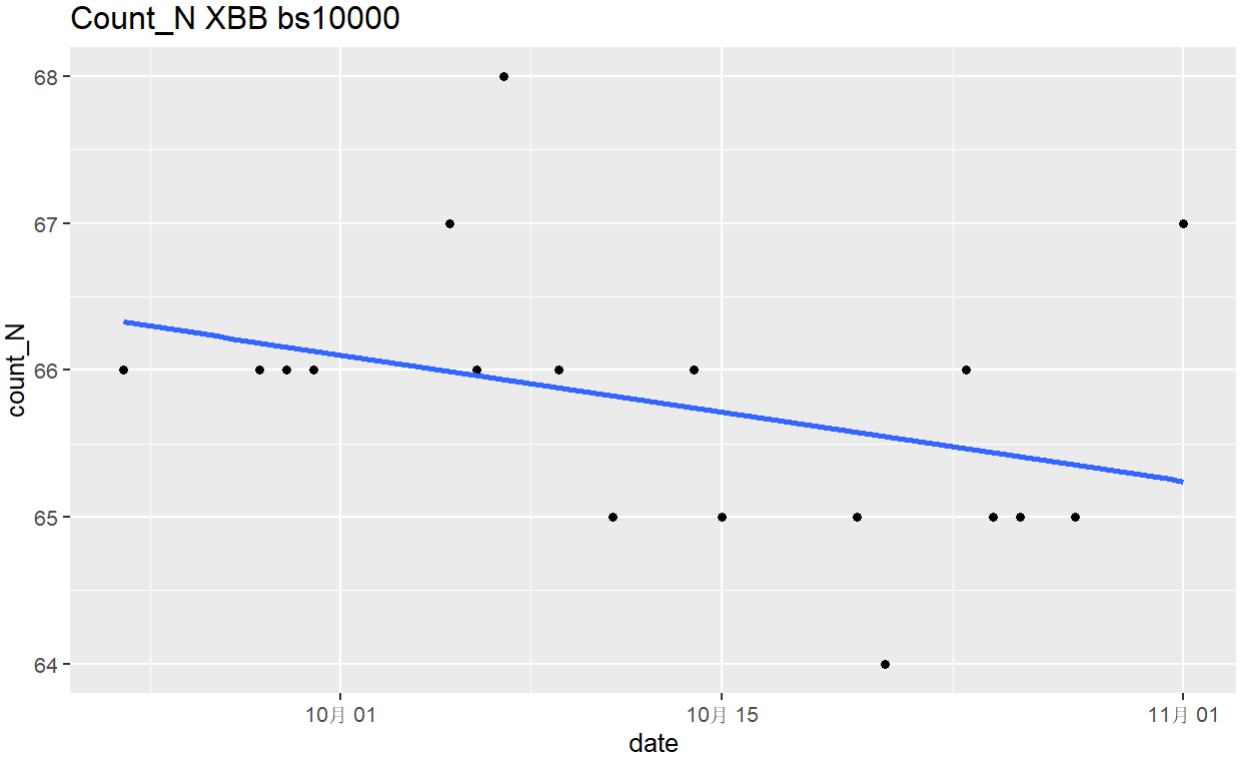 Count_N XBB bs10000
68
67
66
65
64
count_N
10月 01
10月 15
11月 01
date